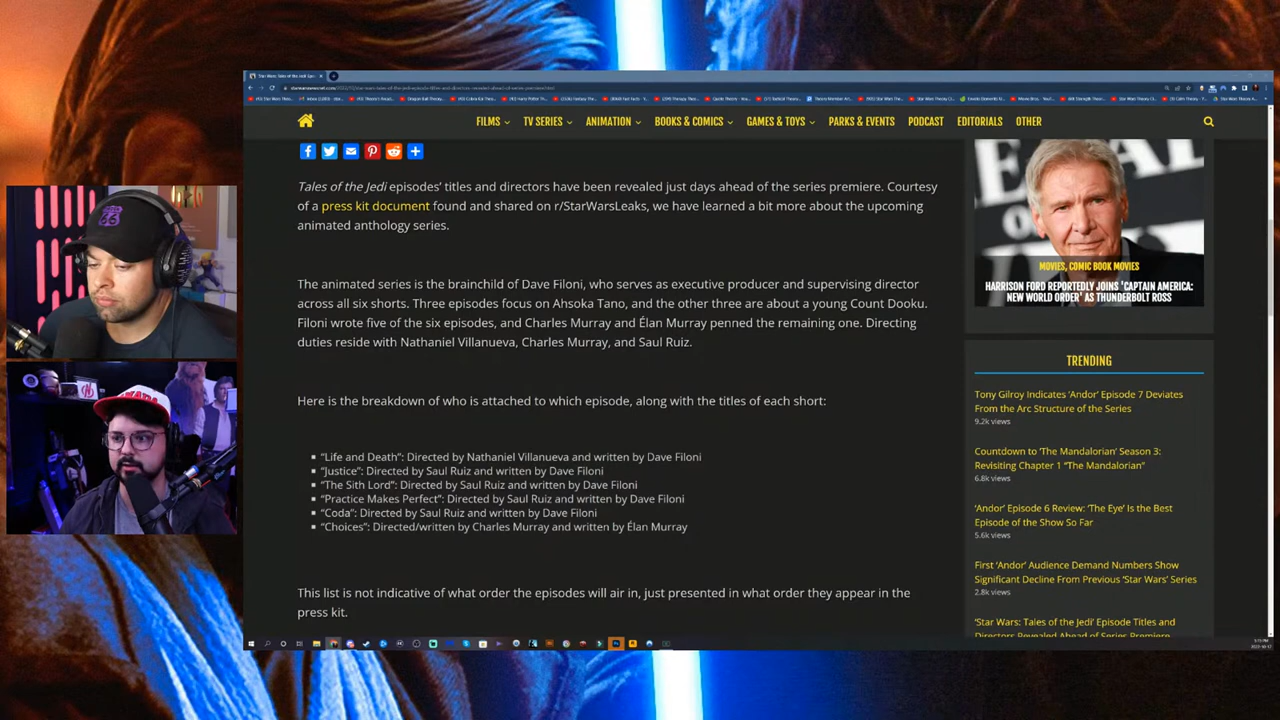 FILMS TV SERIES ANIMATION BOOKS & COMICS GAMES & TOYS PARKS & EVENTS PODCAST EDITORIALS OTHER
Tales of the Jedi episodes' titles and directors have been revealed just days ahead of the series premiere. Courtesy
of a press kit document found and shared on r/StarWarsLeaks, we have learned a bit more about the upcoming
animated anthology series.
The animated series is the brainchild of Dave Filoni, who serves as executive producer and supervising director
across all six shorts. Three episodes focus on Ahsoka Tano, and the other three are about a young Count Dooku.
Filoni wrote five of the six episodes, and Charles Murray and Élan Murray penned the remaining one. Directing
duties reside with Nathaniel Villanueva, Charles Murray, and Saul Ruiz.
Here is the breakdown of who is attached to which episode, along with the titles of each short:
"Life and Death": Directed by Nathaniel Villanueva and written by Dave Filoni
"Justice": Directed by Saul Ruiz and written by Dave Filoni
"The Sith Lord": Directed by Saul Ruiz and written by Dave Filoni
"Practice Makes Perfect": Directed by Saul Ruiz and written by Dave Filoni
"Coda": Directed by Saul Ruiz and written by Dave Filoni
"Choices": Directed/written by Charles Murray and written by Élan Murray
This list is not indicative of what order the episodes will air in, just presented in what order they appear in the
press kit.
MOVIES, COMIC BOOK MOVIES
HARRISON FORD REPORTEDLY JOINS 'CAPTAIN AMERICA:
NEW WORLD ORDER' AS THUNDERBOLT ROSS
TRENDING
Tony Gilroy Indicates 'Andor' Episode 7 Deviates
From the Arc Structure of the Series
9.2k views
Countdown to 'The Mandalorian' Season 3:
Revisiting Chapter 1 "The Mandalorian"
6.8k views
'Andor' Episode 6 Review: 'The Eye' Is the Best
Episode of the Show So Far
5.6k views
First 'Andor' Audience Demand Numbers Show
Significant Decline From Previous 'Star Wars' Series
2.8k views
'Star Wars: Tales of the Jedi' Episode Titles and
Directors Revealed Ahead of Series Premiere
66